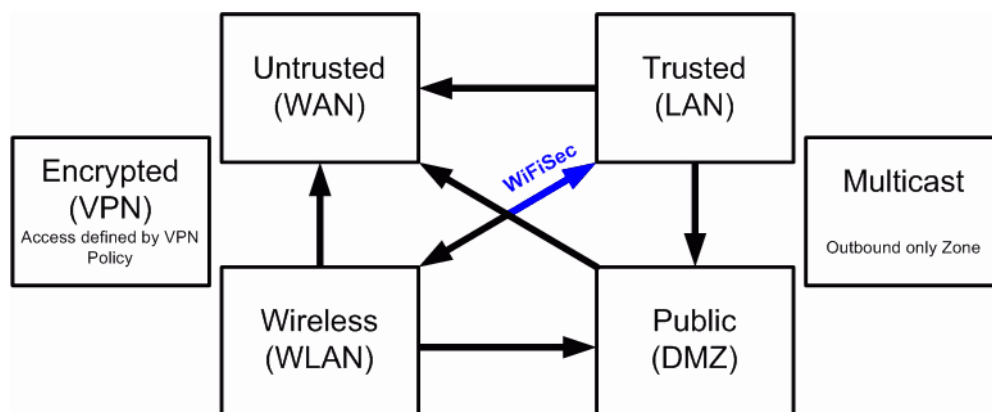 Untrusted
(WAN)
Trusted
(LAN)
Encrypted
(VPN)
Access defined by VPN
Policy
WiFiSec
Multicast
Outbound only Zone
Wireless
(WLAN)
Public
(DMZ)